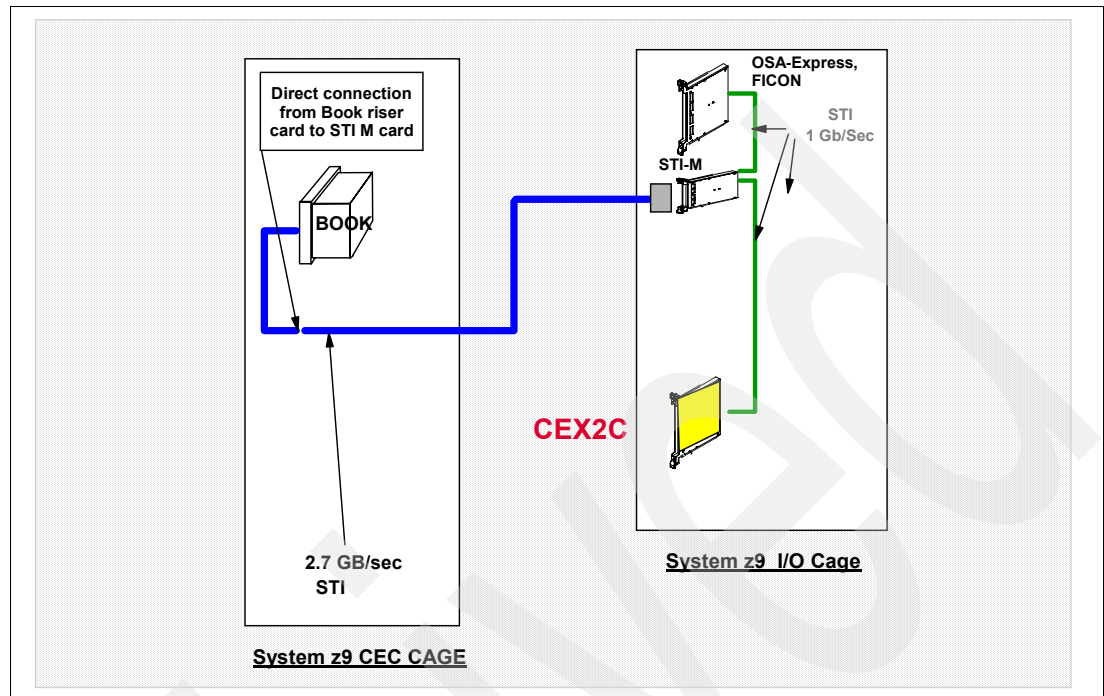 Direct connection
from Book riser
card to STI M card
BOOK
2.7 GB/sec
STI
System z9 CEC CAGE
OSA-Express,
FICON
STI
1 Gb/Sec
STI-M
CEX2C
System z9 I/O Cage